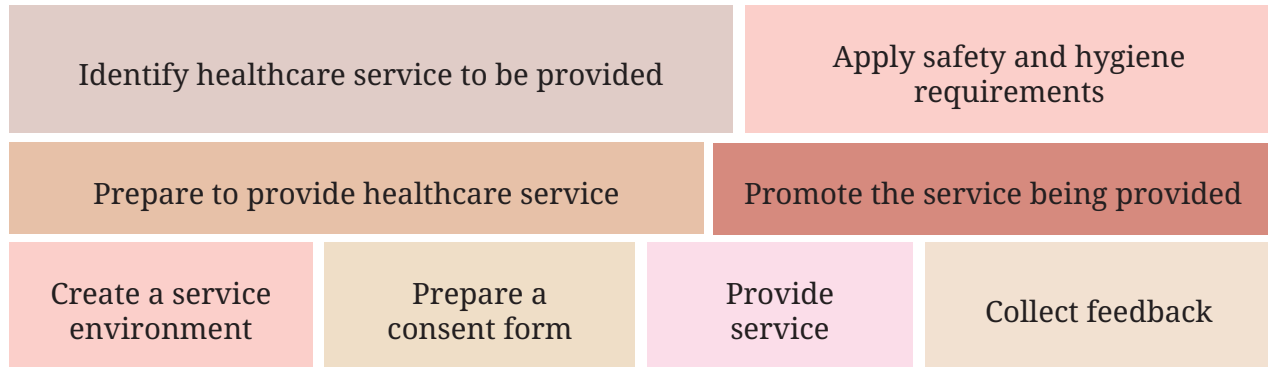 Identify healthcare service to be provided
Apply safety and hygiene
requirements
Prepare to provide healthcare service
Promote the service being provided
Create a service
environment
Prepare a
consent form
Provide
service
Collect feedback